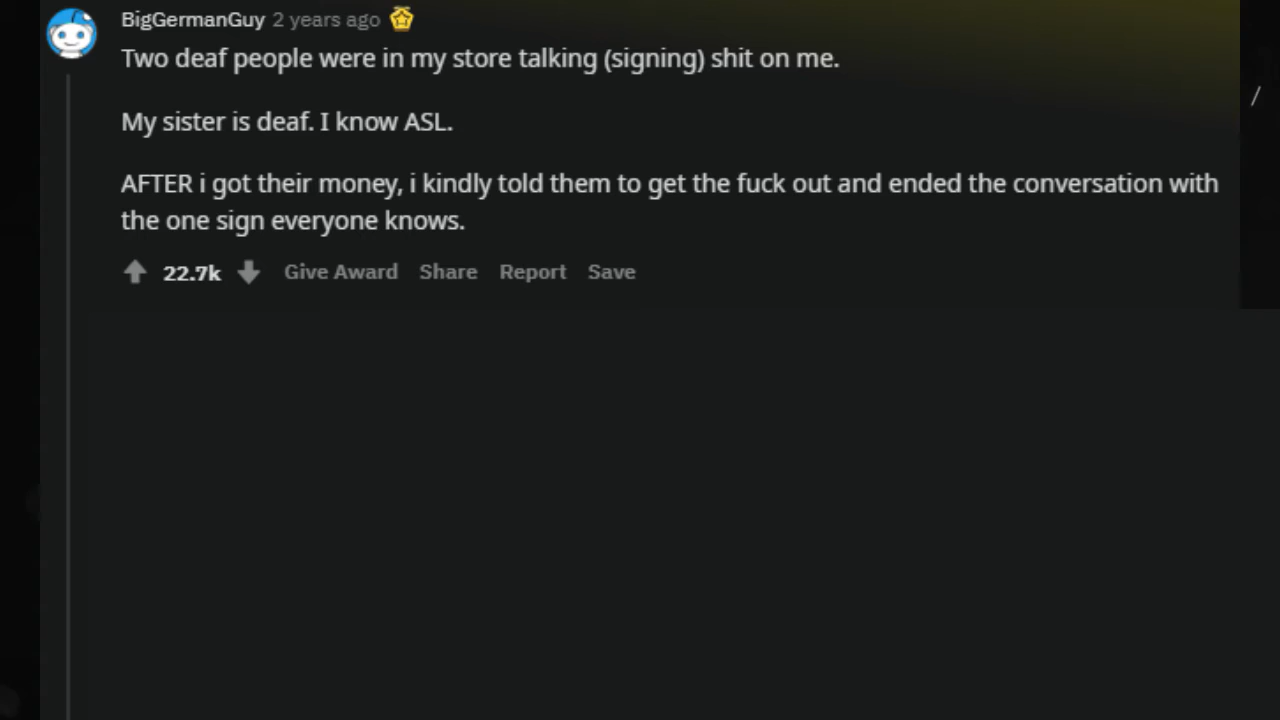 BigGermanGuy 2 years ago
Two deaf people were in my store talking (signing) shit on me.
/
My sister is deaf. I know ASL.
AFTER i got their money, i kindly told them to get the fuck out and ended the conversation with
the one sign everyone knows.
22.7k Give Award Share Report Save